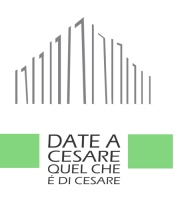 DATE A
CESARE
QUEL CHE
É DI CESARE